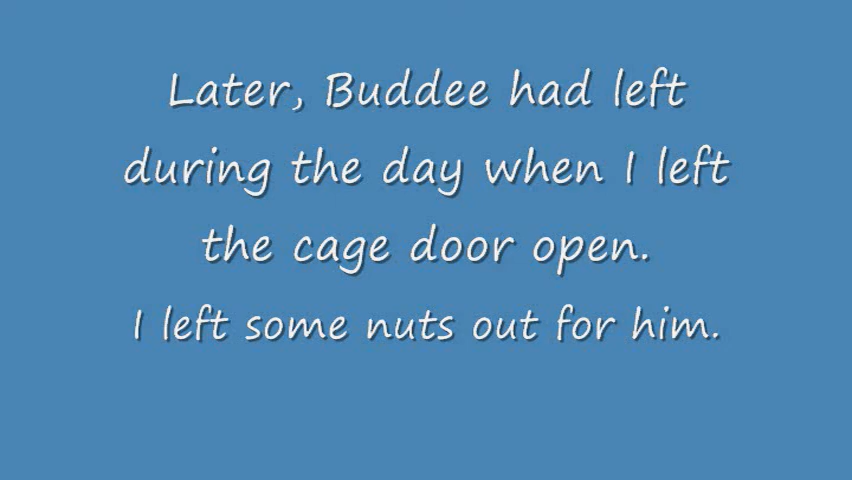 Later, Buddee had left
during the day when I left
the cage door open.
I left some nuts out for him.